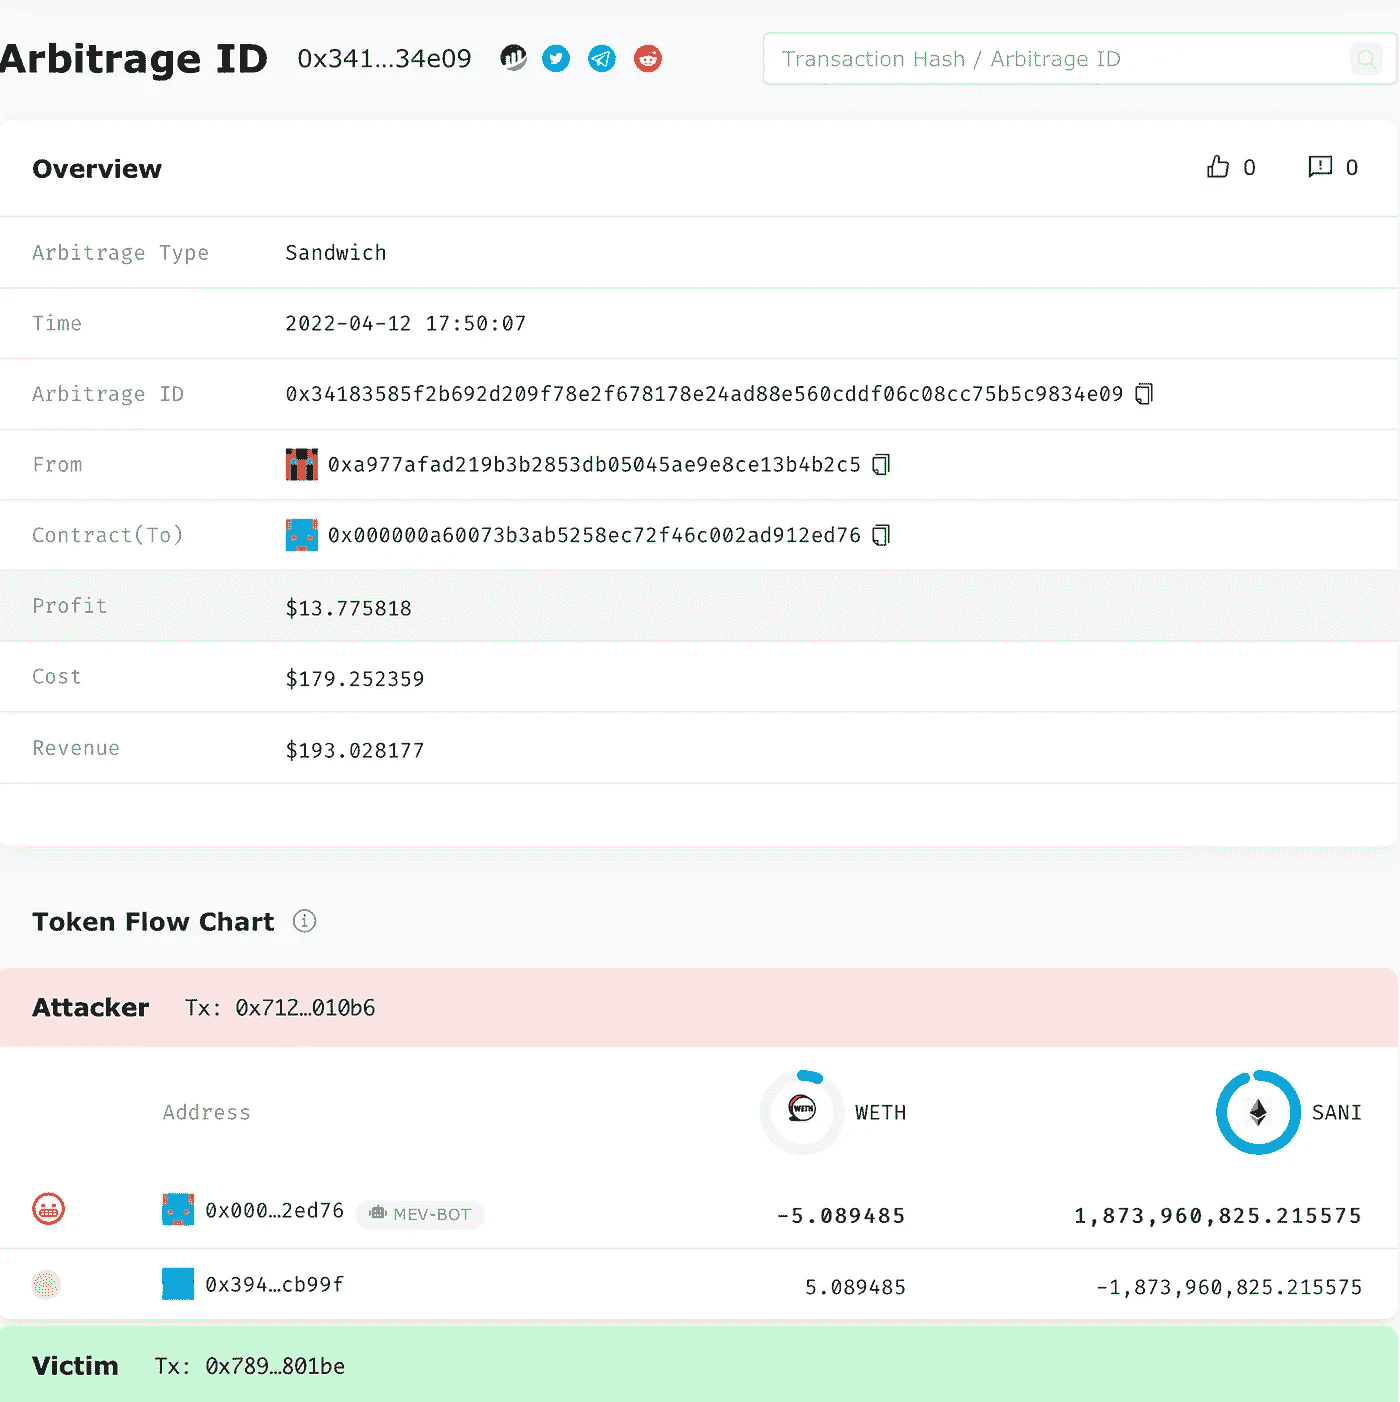 Arbitrage ID 0x341...34e09 Transaction Hash / Arbitrage ID
Overview 0 0
Arbitrage Type Sandwich
Time 2022-04-12 17:50:07
Arbitrage ID 0x34183585f2b692d209f78e2f678178e24ad88e560cddf06c08cc75b5c9834e09
From 0xa977afad219b3b2853db05045ae9e8ce13b4b2c5
Contract(To) 0x000000a60073b3ab5258ec72f46c002ad912ed76
Profit $13.775818
Cost $179.252359
Revenue $193.028177
Token Flow Chart
Attacker Tx: 0x712…010b6
Address WETH WETH SANI
0x000…2ed76 MEV-BOT -5.089485 1,873,960,825.215575
0x394…cb99f 5.089485 -1,873,960,825.215575
Victim Tx: 0x789…801be